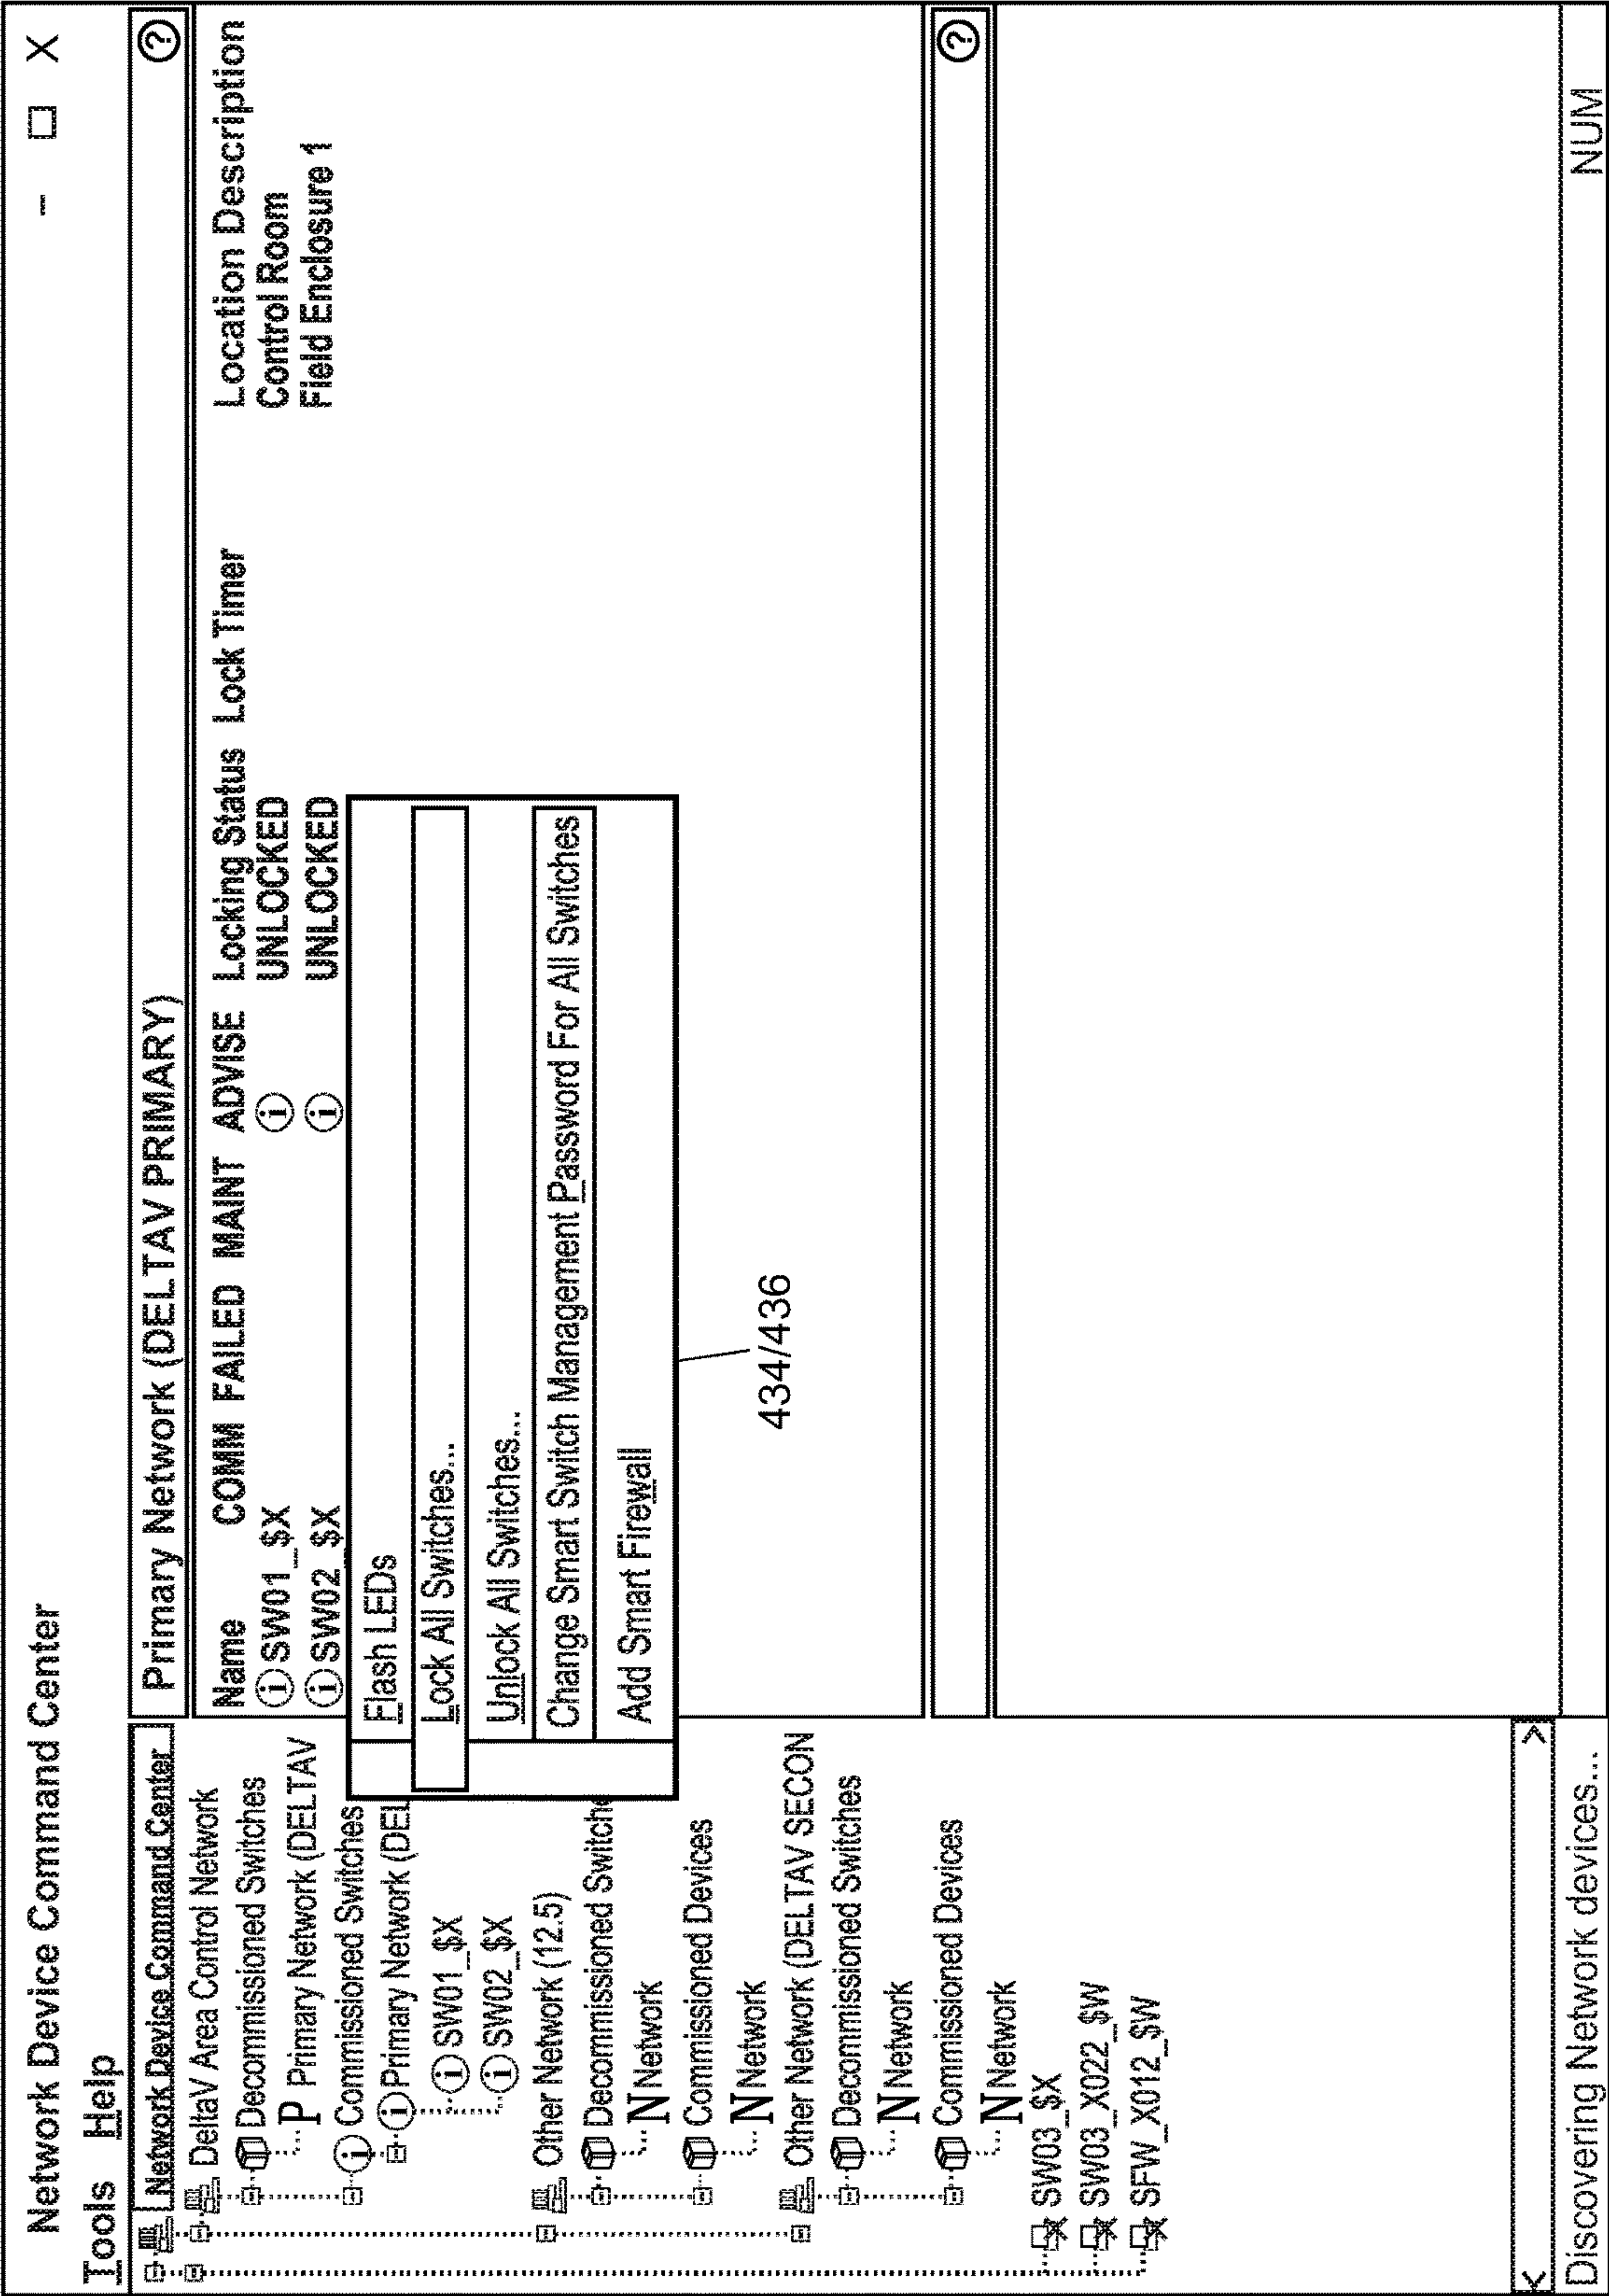 Network Device Command Center
– □ X
Tools Help
Network Device Command Center
DeltaV Area Control Network
Decommissioned Switches
P Primary Network (DELTAV
Commissioned Switches
Primary Network (DEL
SW01_$X
SW02_$X
Other Network (12.5)
Decommissioned Switche
N Network
Commissioned Devices
N Network
Other Network (DELTAV SECON
Decommissioned Switches
N Network
Commissioned Devices
N Network
SW03_$X
SW03_X022_$W
SFW_X012_$W
Primary Network (DELTAV PRIMARY) ?
Name COMM FAILED MAINT ADVISE Locking Status Lock Timer Location Description
i SW01_$X i UNLOCKED Control Room
i SW02_$X i UNLOCKED Field Enclosure 1
Flash LEDs
Lock All Switches...
Unlock All Switches...
Change Smart Switch Management Password For All Switches
Add Smart Firewall
434/436
?
< >
Discovering Network devices... NUM